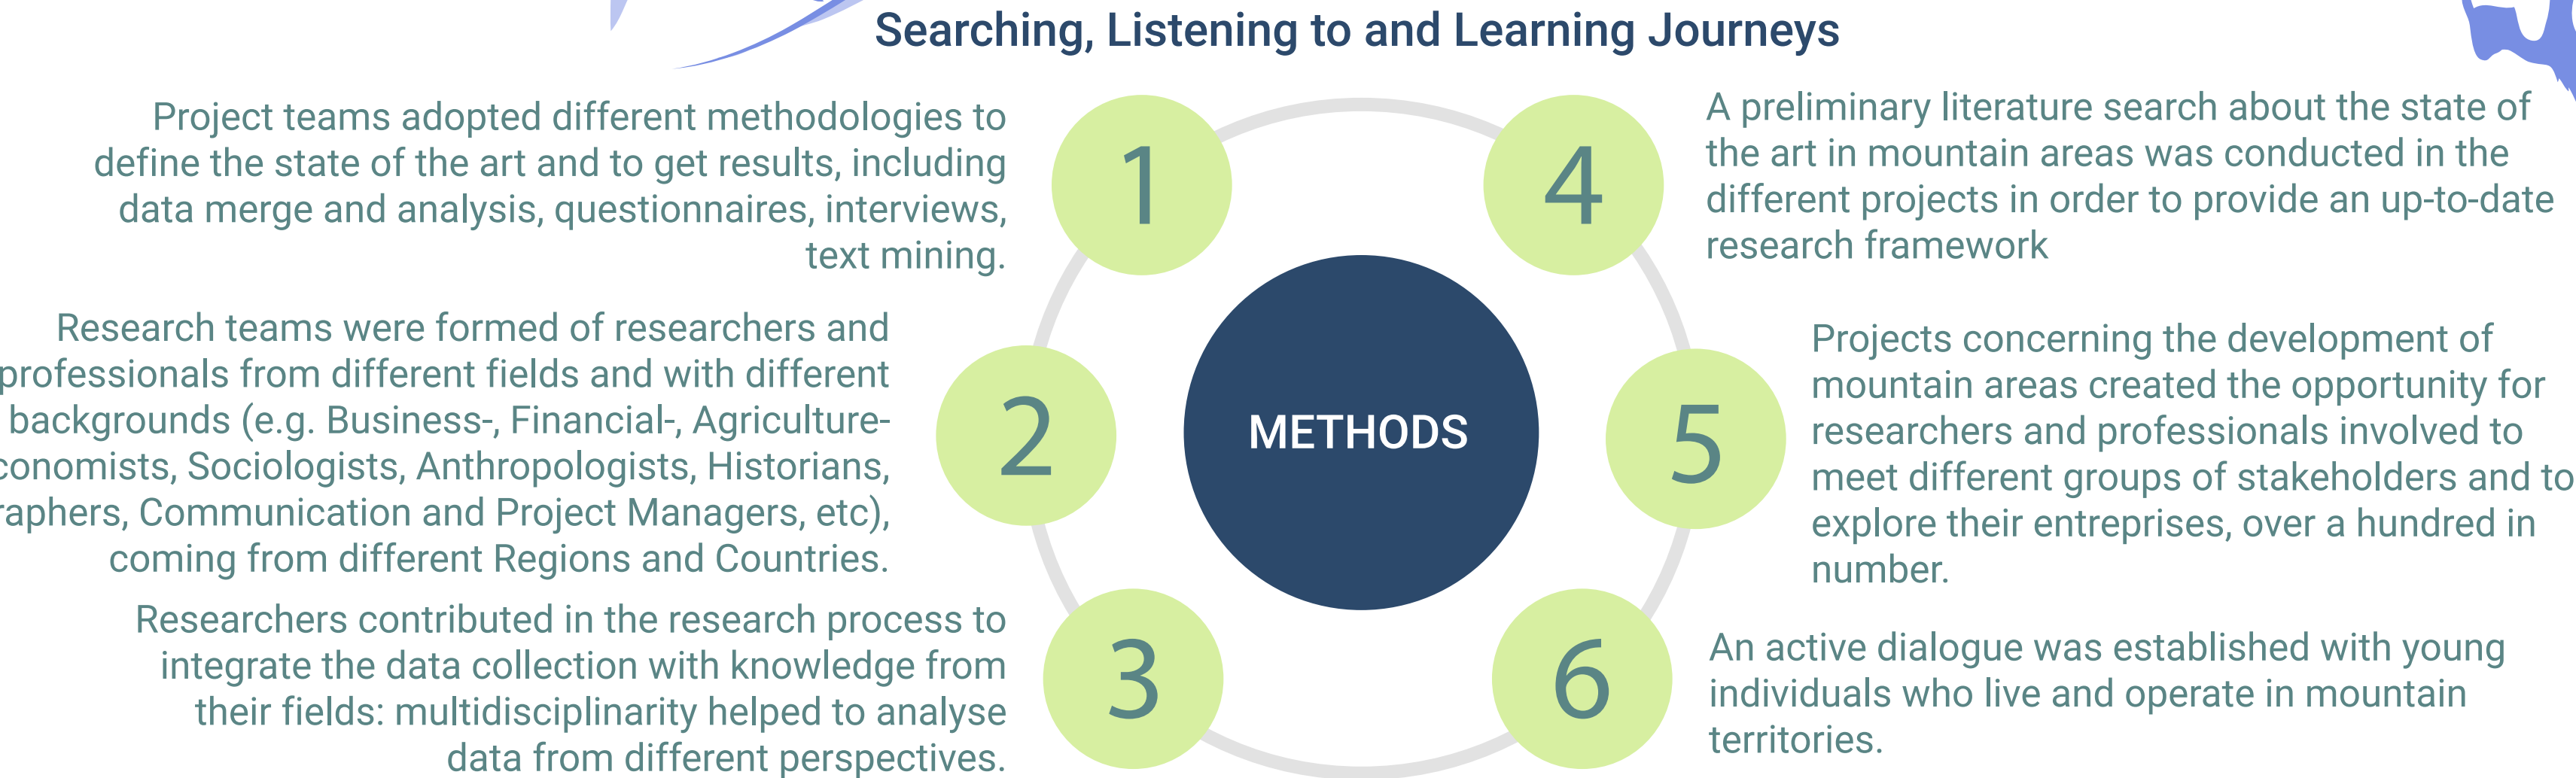 Searching, Listening to and Learning Journeys
1
Project teams adopted different methodologies to
define the state of the art and to get results, including
data merge and analysis, questionnaires, interviews,
text mining.
2
Research teams were formed of researchers and
professionals from different fields and with different
backgrounds (e.g. Business-, Financial-, Agriculture-
conomists, Sociologists, Anthropologists, Historians,
raphers, Communication and Project Managers, etc),
coming from different Regions and Countries.
3
Researchers contributed in the research process to
integrate the data collection with knowledge from
their fields: multidisciplinarity helped to analyse
data from different perspectives.
METHODS
4
A preliminary literature search about the state of
the art in mountain areas was conducted in the
different projects in order to provide an up-to-date
research framework
5
Projects concerning the development of
mountain areas created the opportunity for
researchers and professionals involved to
meet different groups of stakeholders and to
explore their entreprises, over a hundred in
number.
6
An active dialogue was established with young
individuals who live and operate in mountain
territories.